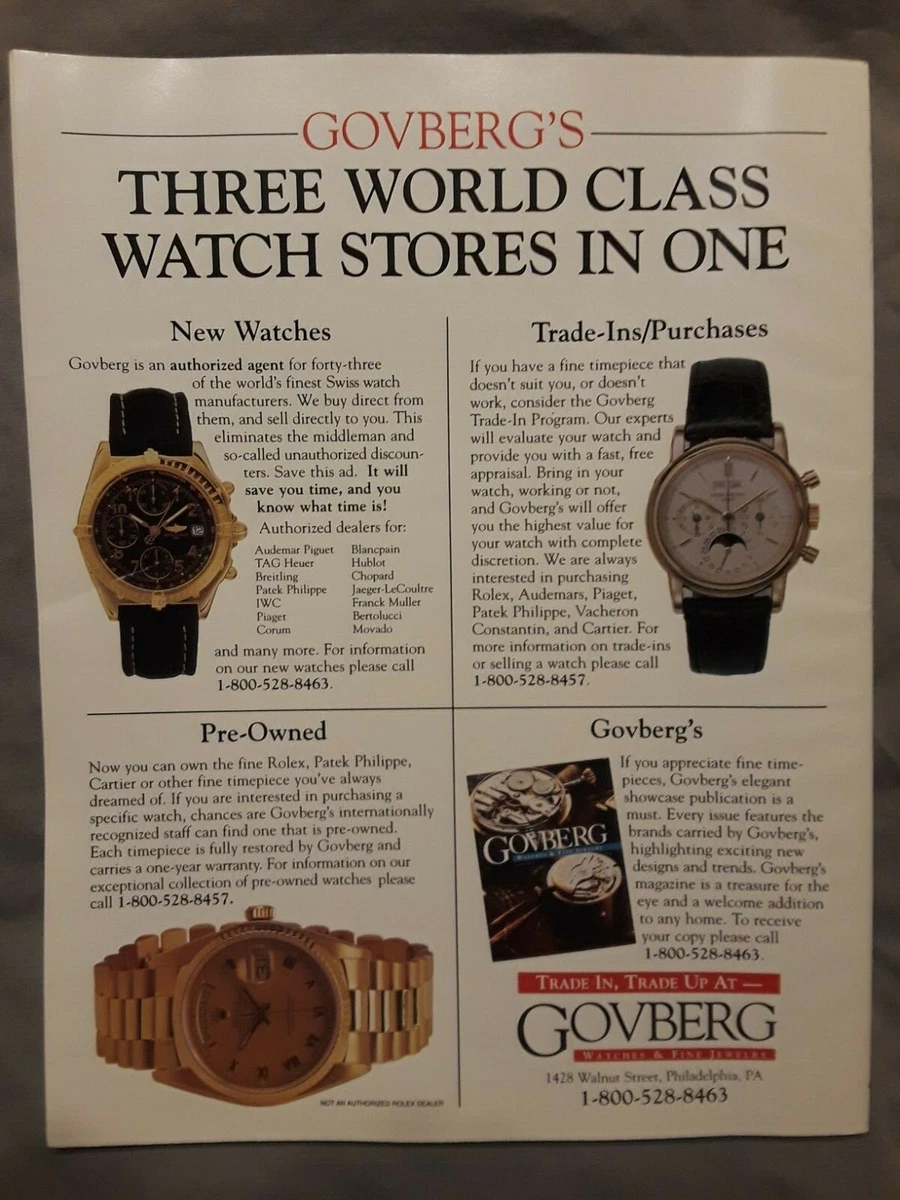 GOVBERG'S
THREE WORLD CLASS
WATCH STORES IN ONE
New Watches
Govberg is an authorized agent for forty-three
of the world's finest Swiss watch
manufacturers. We buy direct from
them, and sell directly to you. This
eliminates the middleman and
so-called unauthorized discoun-
ters. Save this ad. It will
save you time, and you
know what time is!
Authorized dealers for:
Audemar Piguet
TAG Heuer
Breitling
Patek Philippe
IWC
Piaget
Corum
Blancpain
Hublot
Chopard
Jaeger-LeCoultre
Franck Muller
Bertolucci
Movado
and many more. For information
on our new watches please call
1-800-528-8463.
Trade-Ins/Purchases
If you have a fine timepiece that
doesn't suit you, or doesn't
work, consider the Govberg
Trade-In Program. Our experts
will evaluate your watch and
provide you with a fast, free
appraisal. Bring in your
watch, working or not,
and Govberg's will offer
you the highest value for
your watch with complete
discretion. We are always
interested in purchasing
Rolex, Audemars, Piaget,
Patek Philippe, Vacheron
Constantin, and Cartier. For
more information on trade-ins
or selling a watch please call
1-800-528-8457.
Pre-Owned
Now you can own the fine Rolex, Patek Philippe,
Cartier or other fine timepiece you've always
dreamed of. If you are interested in purchasing a
specific watch, chances are Govberg's internationally
recognized staff can find one that is pre-owned.
Each timepiece is fully restored by Govberg and
carries a one-year warranty. For information on our
exceptional collection of pre-owned watches please
call 1-800-528-8457.
NOT AN AUTHORIZED ROLEX DEALER
Govberg's
If you appreciate fine time-
pieces, Govberg's elegant
showcase publication is a
must. Every issue features the
brands carried by Govberg's,
highlighting exciting new
designs and trends. Govberg's
magazine is a treasure for the
eye and a welcome addition
to any home. To receive
your copy please call
1-800-528-8463.
GOVBERG
WATCHES & FINE JEWELRY
TRADE IN, TRADE UP AT —
GOVBERG
WATCHES & FINE JEWELRY
1428 Walnut Street, Philadelphia, PA
1-800-528-8463